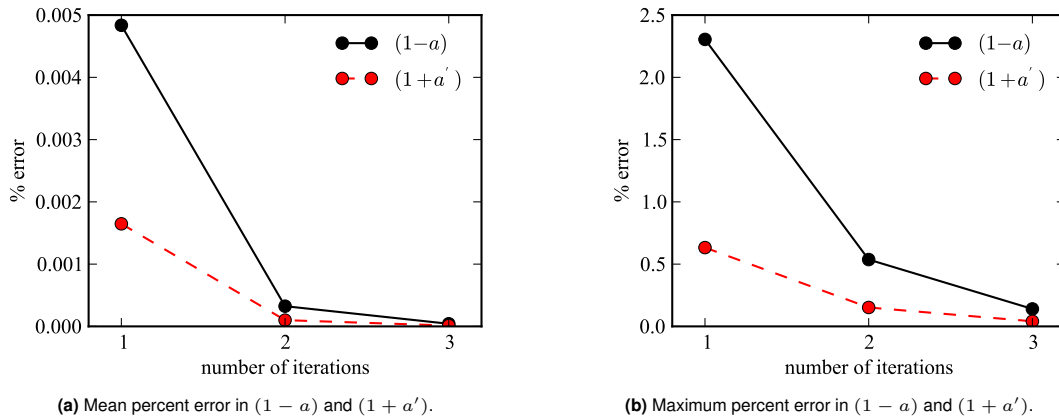 0.005
0.004
0.003
0.002
0.001
0.000
% error
(1−a)
(1+a′)
1 2 3
number of iterations
(a) Mean percent error in (1 − a) and (1 + a′).
2.5
2.0
1.5
1.0
0.5
0.0
% error
(1−a)
(1+a′)
1 2 3
number of iterations
(b) Maximum percent error in (1 − a) and (1 + a′).